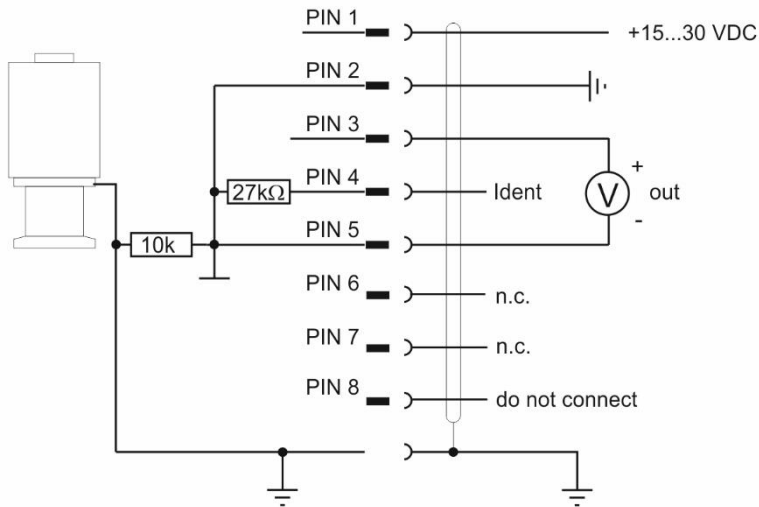 PIN 1 +15...30 VDC
PIN 2
PIN 3
+
27kΩ PIN 4 Ident V out
-
10k PIN 5
PIN 6 n.c.
PIN 7 n.c.
PIN 8 do not connect